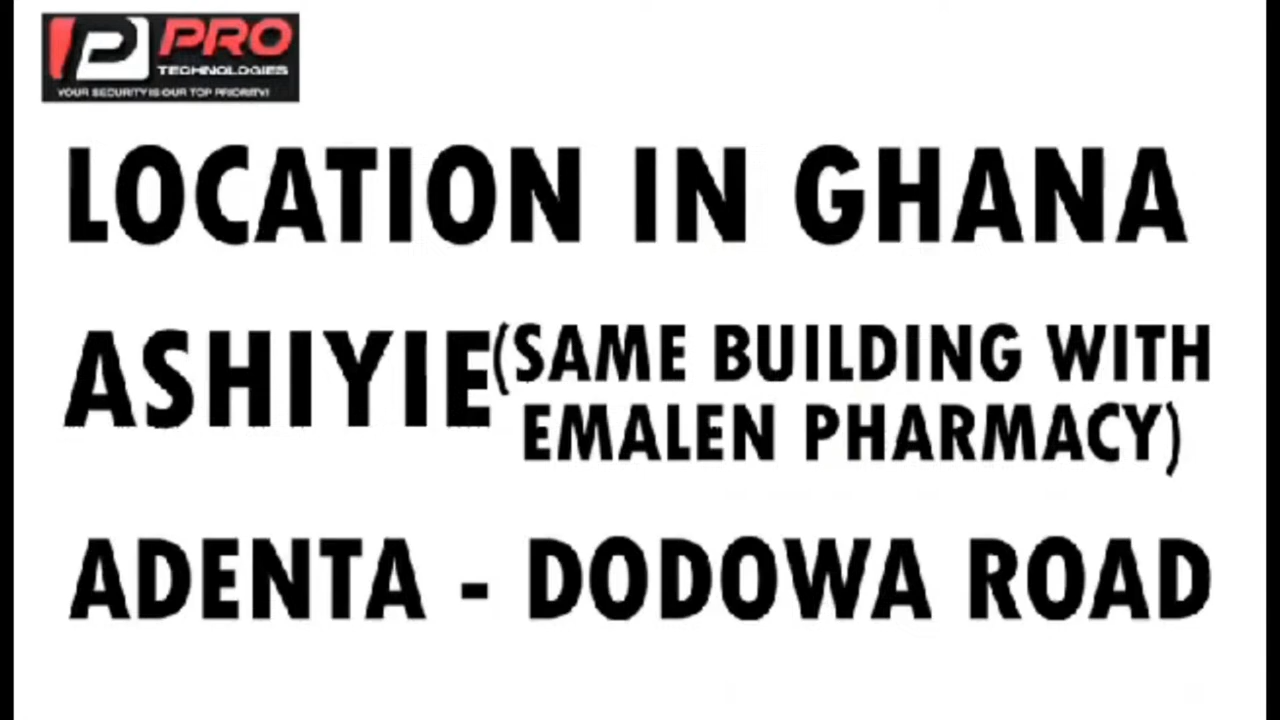 PRO
TECHNOLOGIES
YOUR SECURITY IS OUR TOP PRIORITY!
LOCATION IN GHANA
ASHIYIE (SAME BUILDING WITH
EMALEN PHARMACY)
ADENTA - DODOWA ROAD